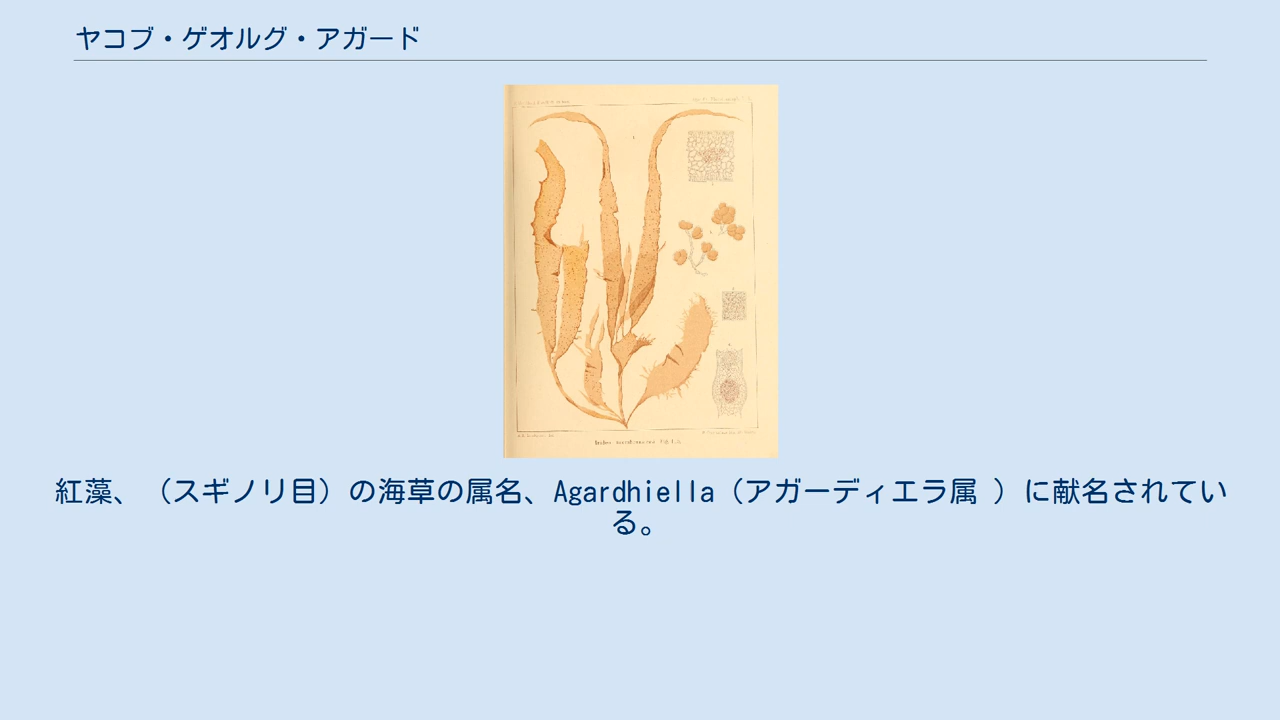 ヤコブ・ゲオルグ・アガード
紅藻、（スギノリ目）の海草の属名、Agardhiella（アガーディエラ属 ）に献名されてい
る。